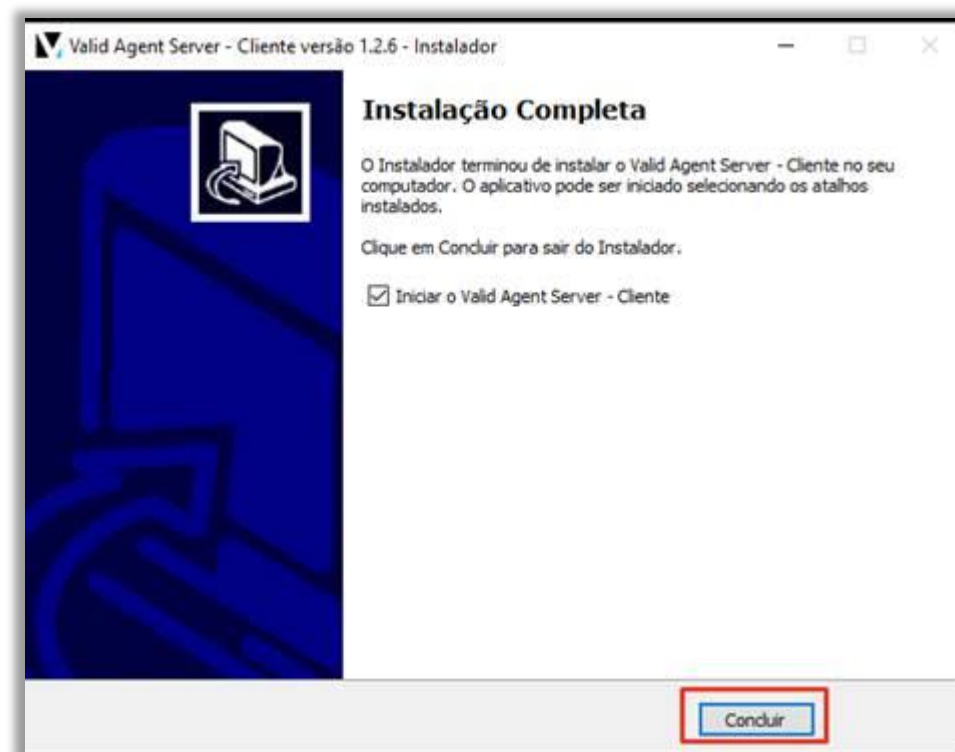 Valid Agent Server - Cliente versão 1.2.6 - Instalador
Instalação Completa
O Instalador terminou de instalar o Valid Agent Server - Cliente no seu
computador. O aplicativo pode ser iniciado selecionando os atalhos
instalados.
Clique em Concluir para sair do Instalador.
Iniciar o Valid Agent Server - Cliente
Concluir